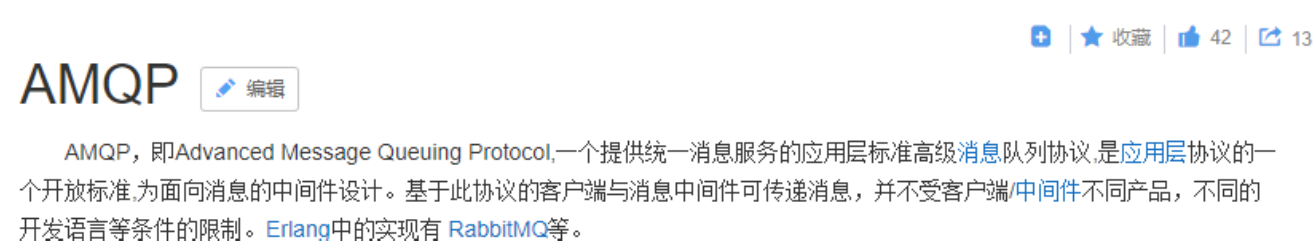 收藏 42 13
AMQP 编辑
AMQP，即Advanced Message Queuing Protocol,一个提供统一消息服务的应用层标准高级消息队列协议,是应用层协议的一
个开放标准,为面向消息的中间件设计。基于此协议的客户端与消息中间件可传递消息，并不受客户端/中间件不同产品，不同的
开发语言等条件的限制。Erlang中的实现有 RabbitMQ等。